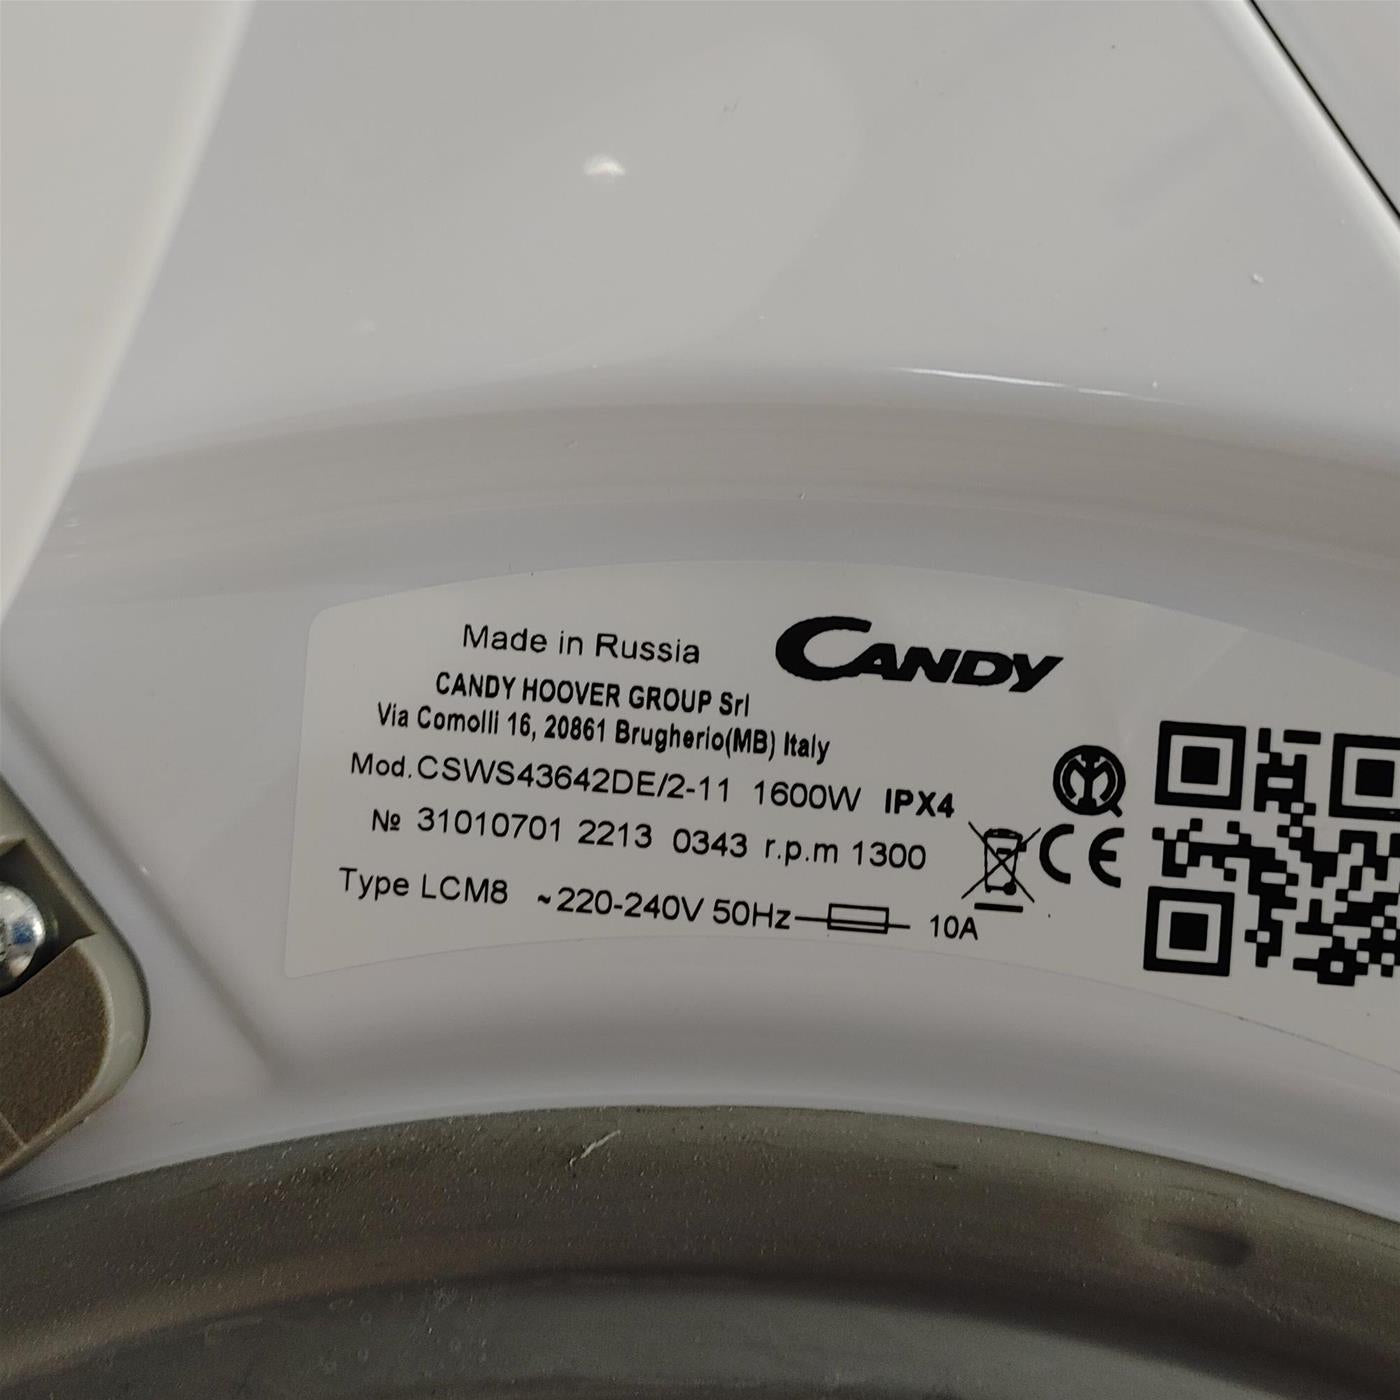 Made in Russia
CANDY
CANDY HOOVER GROUP Srl
Via Comolli 16, 20861 Brugherio(MB) Italy
Mod.CSWS43642DE/2-11 1600W IPX4
№ 31010701 2213 0343 r.p.m 1300
CE
Type LCM8 ~220-240V 50Hz 10A